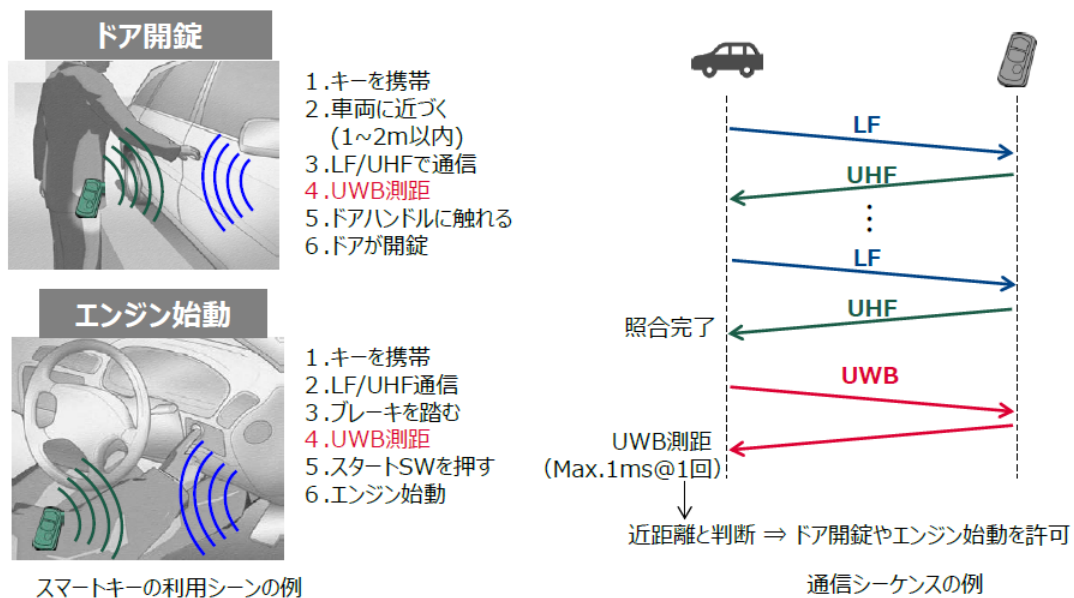 ドア開錠
1.キーを携帯
2.車両に近づく
(1~2m以内)
3.LF/UHFで通信
4.UWB測距
5.ドアハンドルに触れる
6.ドアが開錠
エンジン始動
1.キーを携帯
2.LF/UHF通信
3.ブレーキを踏む
4.UWB測距
5.スタートSWを押す
6.エンジン始動
スマートキーの利用シーンの例
LF
UHF
⋮
LF
UHF
照合完了
UWB
UWB測距
(Max.1ms@1回)
近距離と判断 ⇒ ドア開錠やエンジン始動を許可
通信シーケンスの例